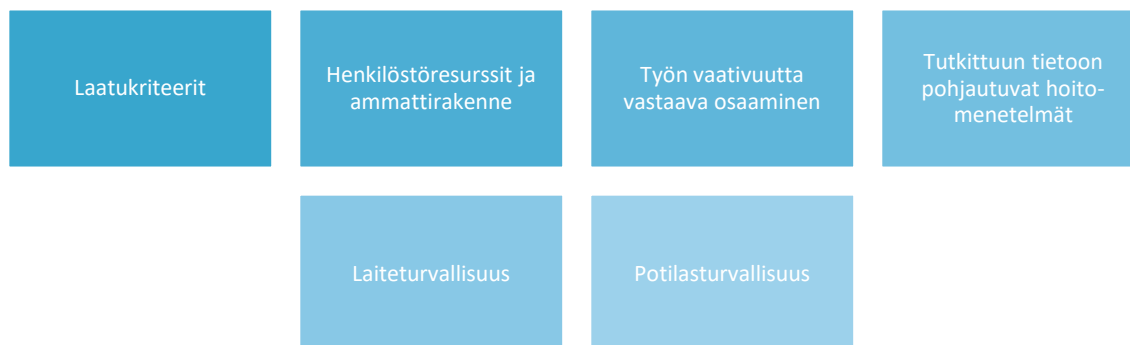 Laatukriteerit
Henkilöstöresurssit ja
ammattirakenne
Työn vaativuutta
vastaava osaaminen
Tutkittuun tietoon
pohjautuvat hoito-
menetelmät
Laiteturvallisuus
Potilasturvallisuus